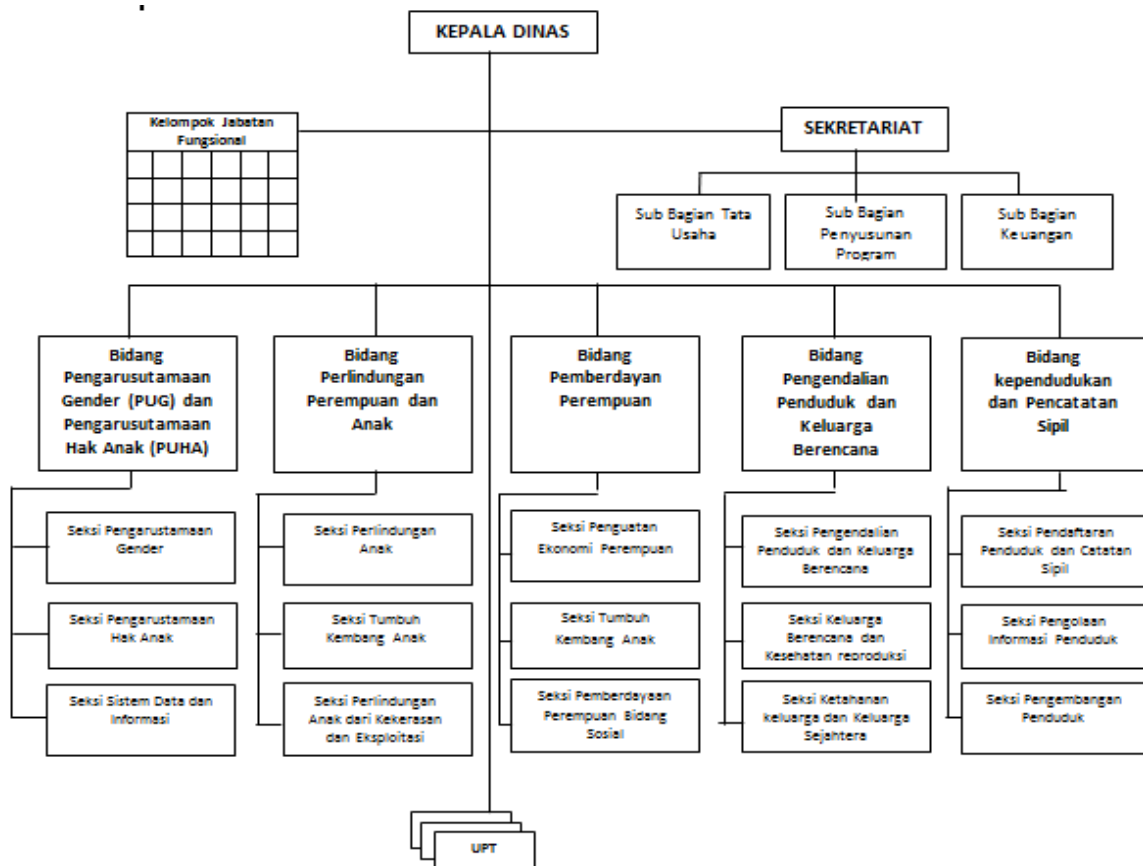 KEPALA DINAS
Kelompok Jabatan
Fungsional
SEKRETARIAT
Sub Bagian Tata
Usaha
Sub Bagian
Penyusunan
Program
Sub Bagian
Keuangan
Bidang
Pengarusutamaan
Gender (PUG) dan
Pengarusutamaan
Hak Anak (PUHA)
Bidang
Perlindungan
Perempuan dan
Anak
Bidang
Pemberdayan
Perempuan
Bidang
Pengendalian
Penduduk dan
Keluarga
Berencana
Bidang
kependudukan
dan Pencatatan
Sipil
Seksi Pengarustamaan
Gender
Seksi Pengarustamaan
Hak Anak
Seksi Sistem Data dan
Informasi
Seksi Perlindungan
Anak
Seksi Tumbuh
Kembang Anak
Seksi Perlindungan
Anak dari Kekerasan
dan Eksploitasi
Seksi Penguatan
Ekonomi Perempuan
Seksi Tumbuh
Kembang Anak
Seksi Pemberdayaan
Perempuan Bidang
Sosial
Seksi Pengendalian
Penduduk dan Keluarga
Berencana
Seksi Keluarga
Berencana dan
Kesehatan reproduksi
Seksi Ketahanan
keluarga dan Keluarga
Sejahtera
Seksi Pendaftaran
Penduduk dan Catatan
Sipil
Seksi Pengolaan
Informasi Penduduk
Seksi Pengembangan
Penduduk
UPT